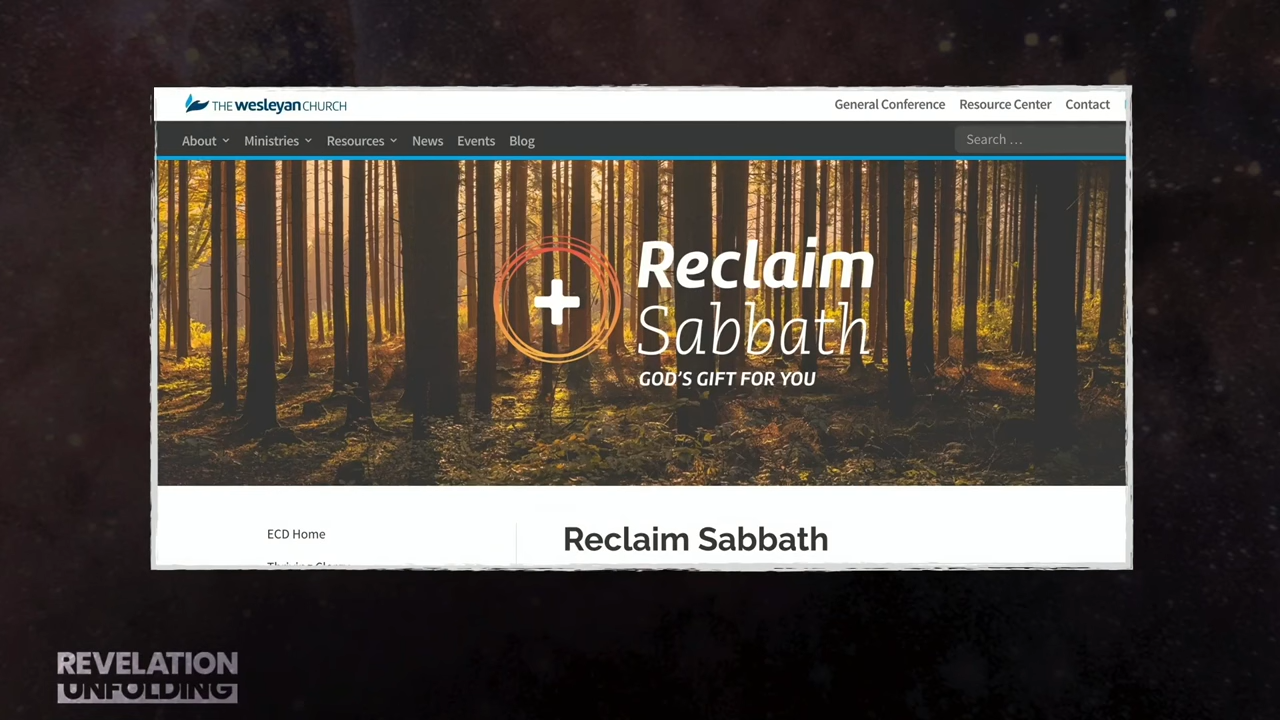 THE wesleyan CHURCH
General Conference Resource Center Contact
About Ministries Resources News Events Blog
Search …
Reclaim
Sabbath
GOD'S GIFT FOR YOU
ECD Home
Reclaim Sabbath
REVELATION
UNFOLDING